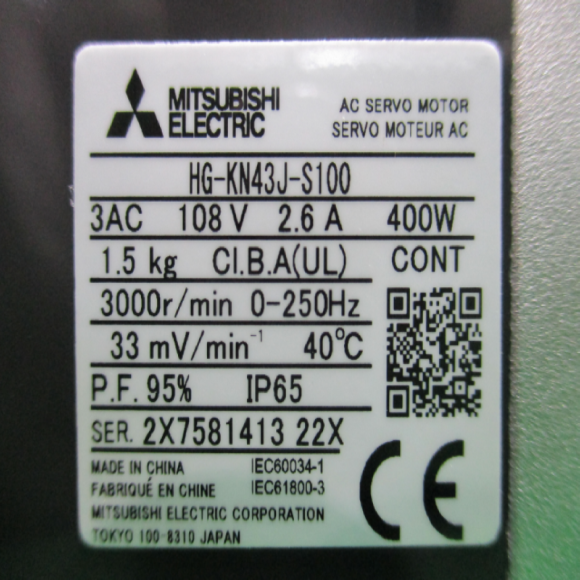 MITSUBISHI
ELECTRIC
AC SERVO MOTOR
SERVO MOTEUR AC
HG-KN43J-S100
3AC 108 V 2.6 A 400W
1.5 kg Cl.B.A(UL) CONT
3000r/min 0-250Hz
33 mV/min⁻¹ 40℃
P.F. 95% IP65
SER. 2X7581413 22X
MADE IN CHINA IEC60034-1
FABRIQUÉ EN CHINE IEC61800-3
MITSUBISHI ELECTRIC CORPORATION
TOKYO 100-8310 JAPAN
CE